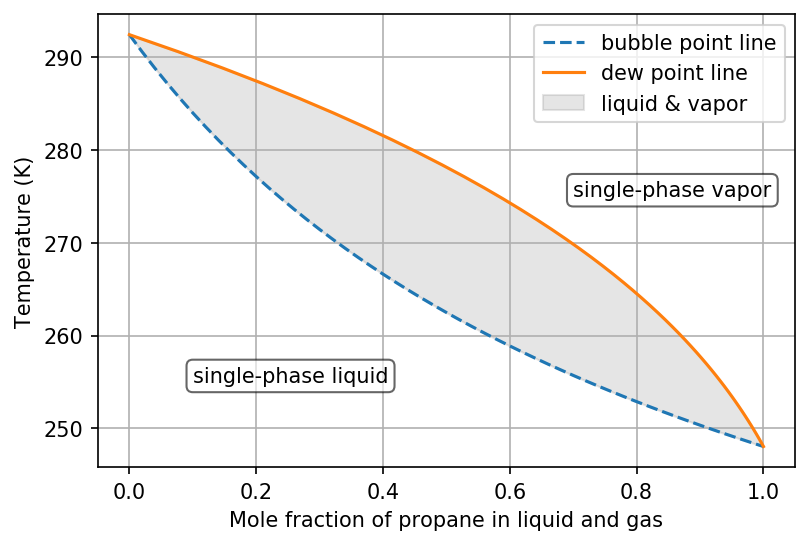 bubble point line
dew point line
liquid & vapor
single-phase vapor
single-phase liquid
Temperature (K)
290
280
270
260
250
0.0 0.2 0.4 0.6 0.8 1.0
Mole fraction of propane in liquid and gas